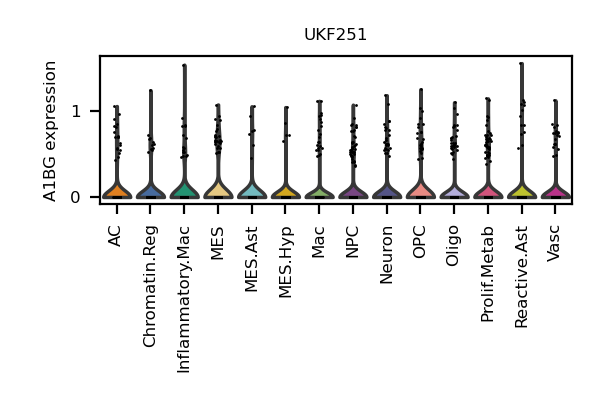 UKF251
A1BG expression
1
0
AC
Chromatin.Reg
Inflammatory.Mac
MES
MES.Ast
MES.Hyp
Mac
NPC
Neuron
OPC
Oligo
Prolif.Metab
Reactive.Ast
Vasc